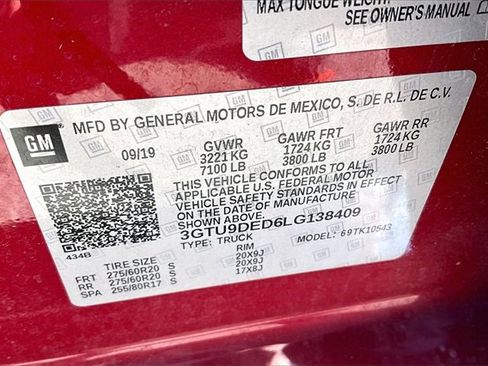 MAX TONGUE WEIGHT
SEE OWNER'S MANUAL
GM
MFD BY GENERAL MOTORS DE MEXICO, S. DE R.L. DE C.V.
09/19 GVWR GAWR FRT GAWR RR
3221 KG 1724 KG 1724 KG
7100 LB 3800 LB 3800 LB
THIS VEHICLE CONFORMS TO ALL
APPLICABLE U.S. FEDERAL MOTOR
VEHICLE SAFETY STANDARDS IN EFFECT
ON THE DATE OF MANUFACTURE
3GTU9DED6LG138409
TYPE: TRUCK MODEL: 69TK10543
434B
TIRE SIZE RIM
FRT 275/60R20 S 20X9J
RR 275/60R20 S 20X9J
SPA 255/80R17 S 17X8J